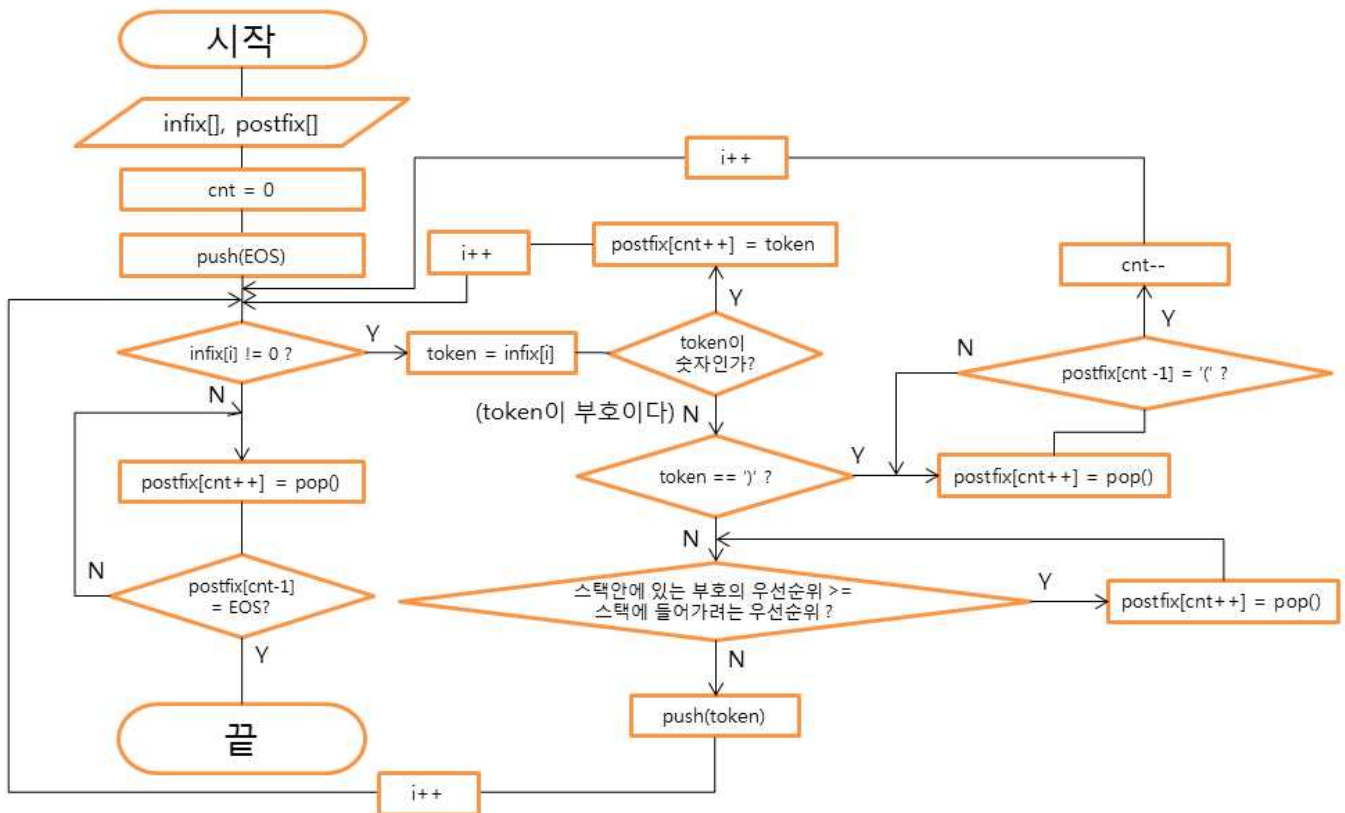 시작
infix[], postfix[]
cnt = 0
push(EOS)
infix[i] != 0 ?
Y
N
token = infix[i]
token이
숫자인가?
Y
postfix[cnt++] = token
i++
N
(token이 부호이다)
token == ')' ?
Y
postfix[cnt++] = pop()
postfix[cnt -1] = '(' ?
N
Y
cnt--
i++
N
스택안에 있는 부호의 우선순위 >=
스택에 들어가려는 우선순위 ?
Y
postfix[cnt++] = pop()
N
push(token)
i++
postfix[cnt++] = pop()
postfix[cnt-1]
= EOS?
N
Y
끝